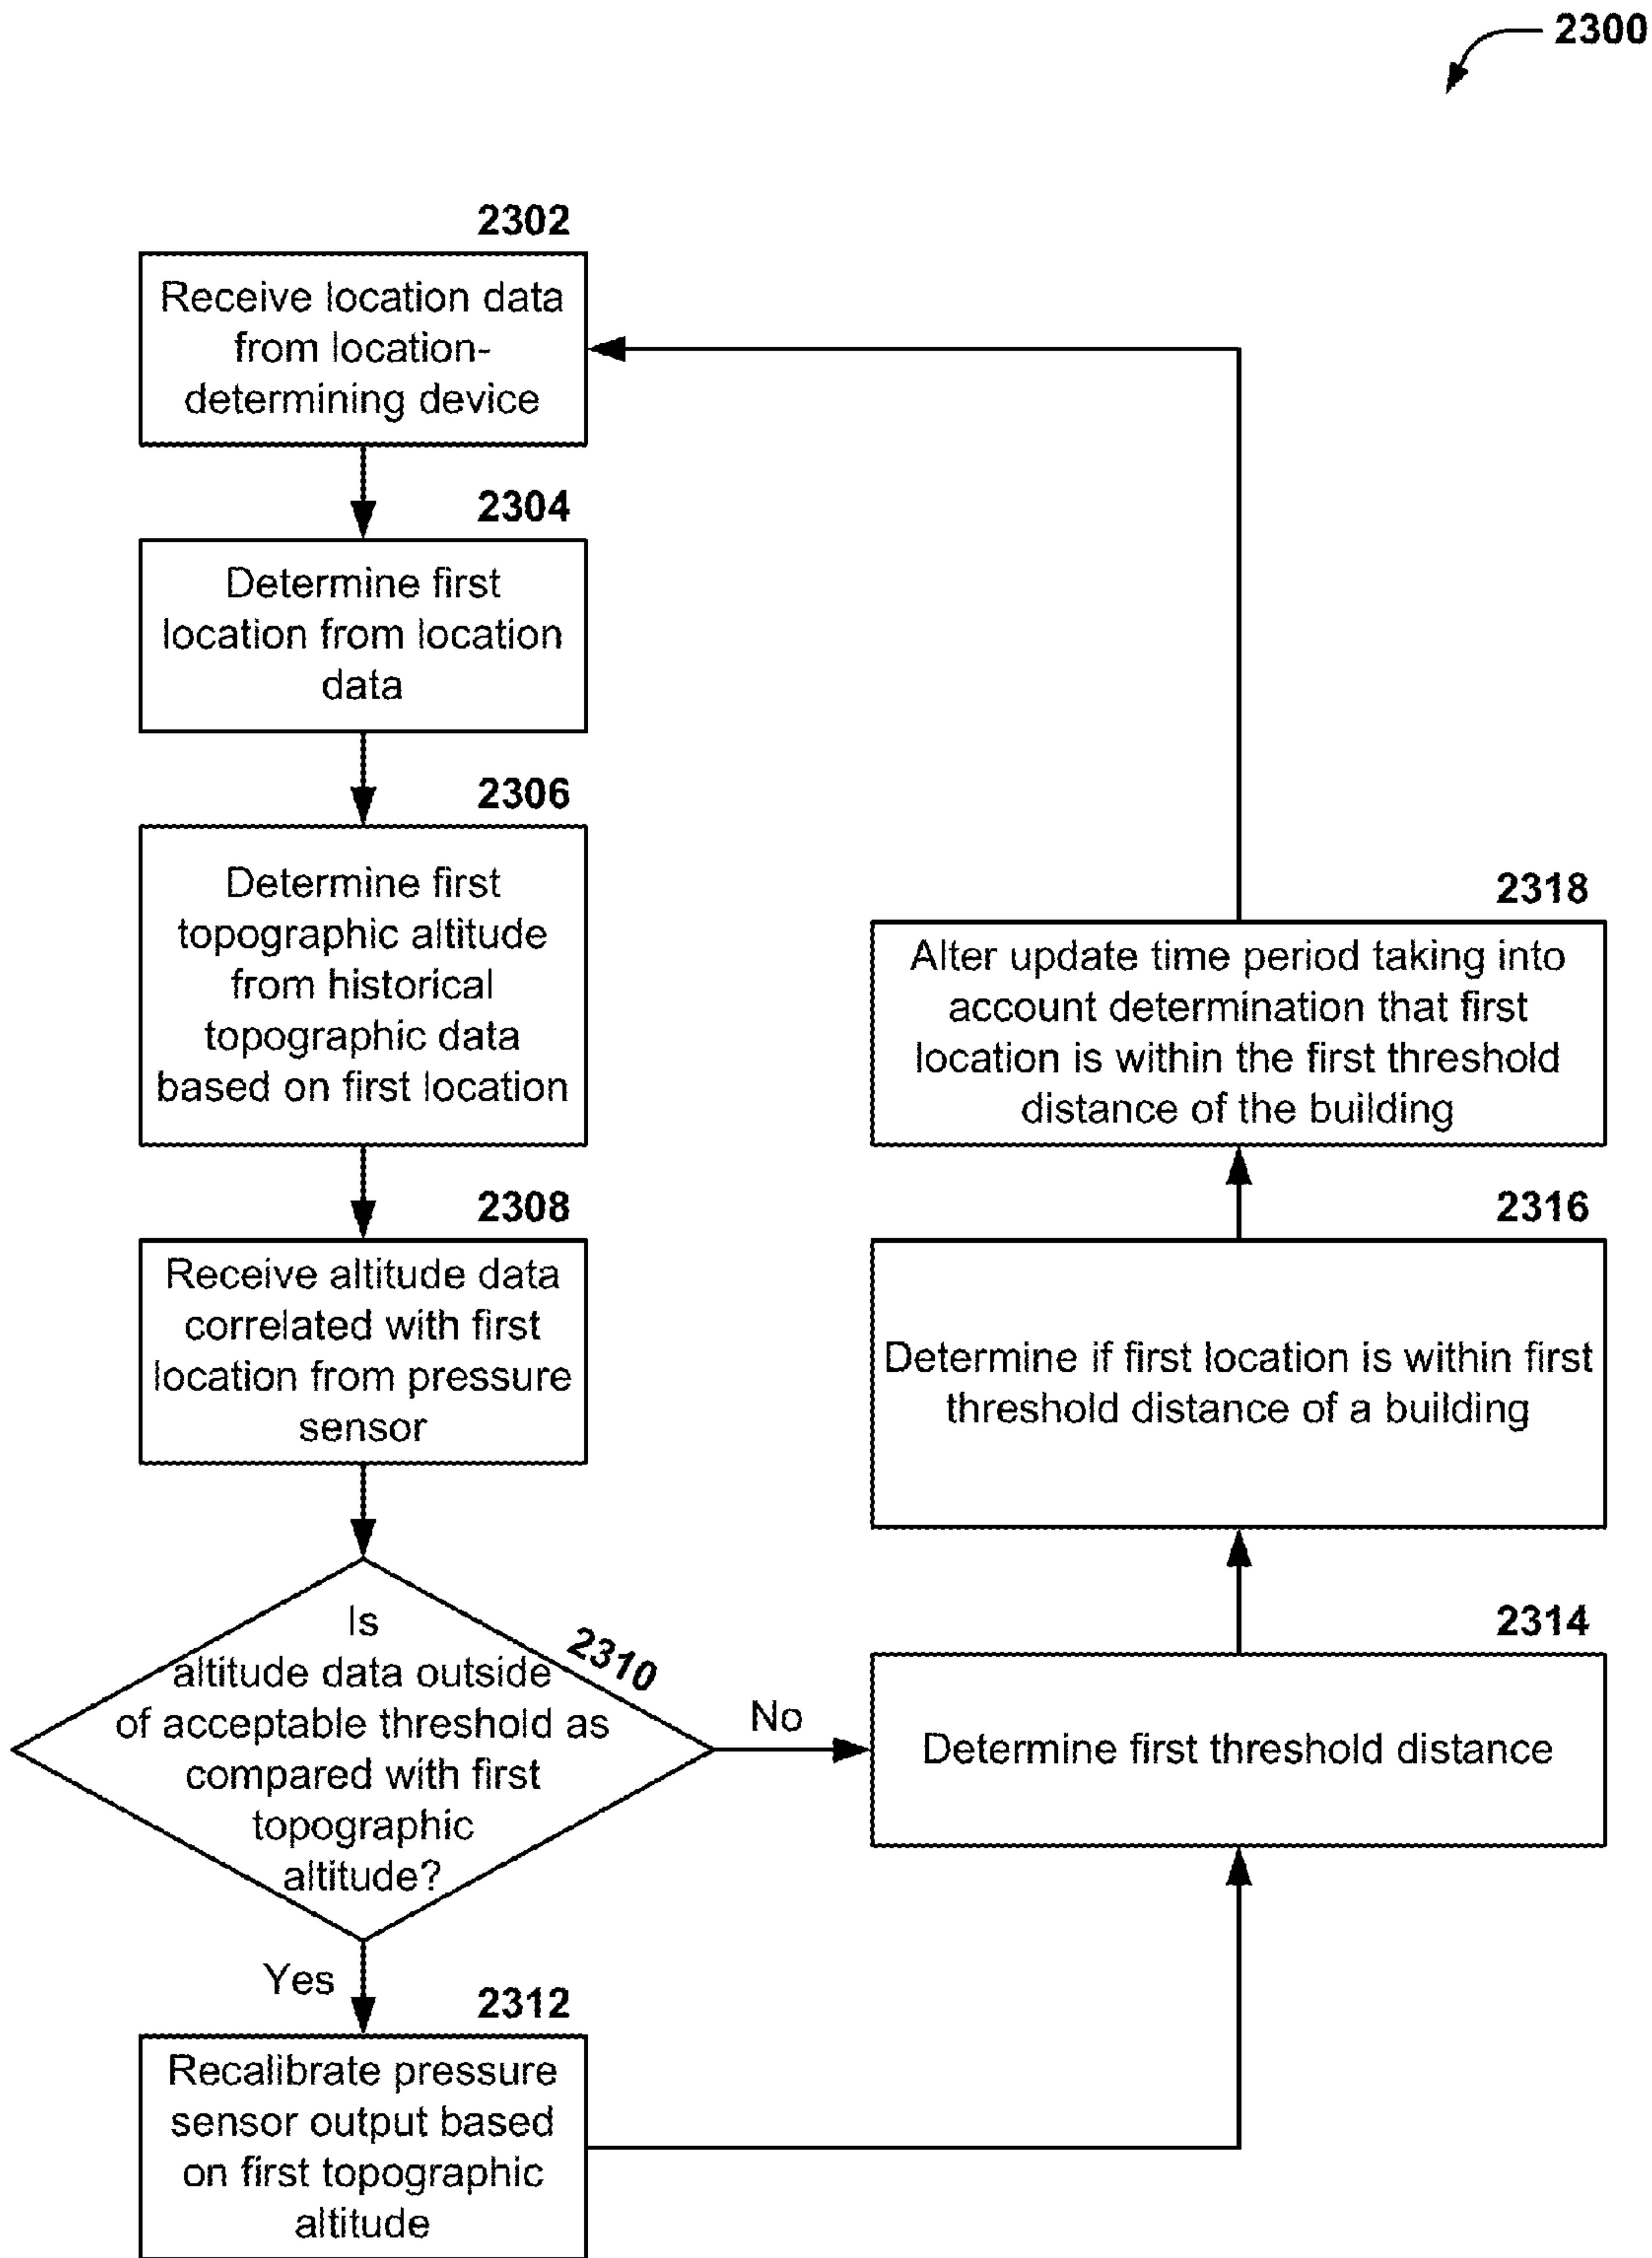 2300
2302
Receive location data
from location-
determining device
2304
Determine first
location from location
data
2306
Determine first
topographic altitude
from historical
topographic data
based on first location
2308
Receive altitude data
correlated with first
location from pressure
sensor
2310
Is
altitude data outside
of acceptable threshold as
compared with first
topographic
altitude?
No
Yes
2312
Recalibrate pressure
sensor output based
on first topographic
altitude
2314
Determine first threshold distance
2316
Determine if first location is within first
threshold distance of a building
2318
Alter update time period taking into
account determination that first
location is within the first threshold
distance of the building